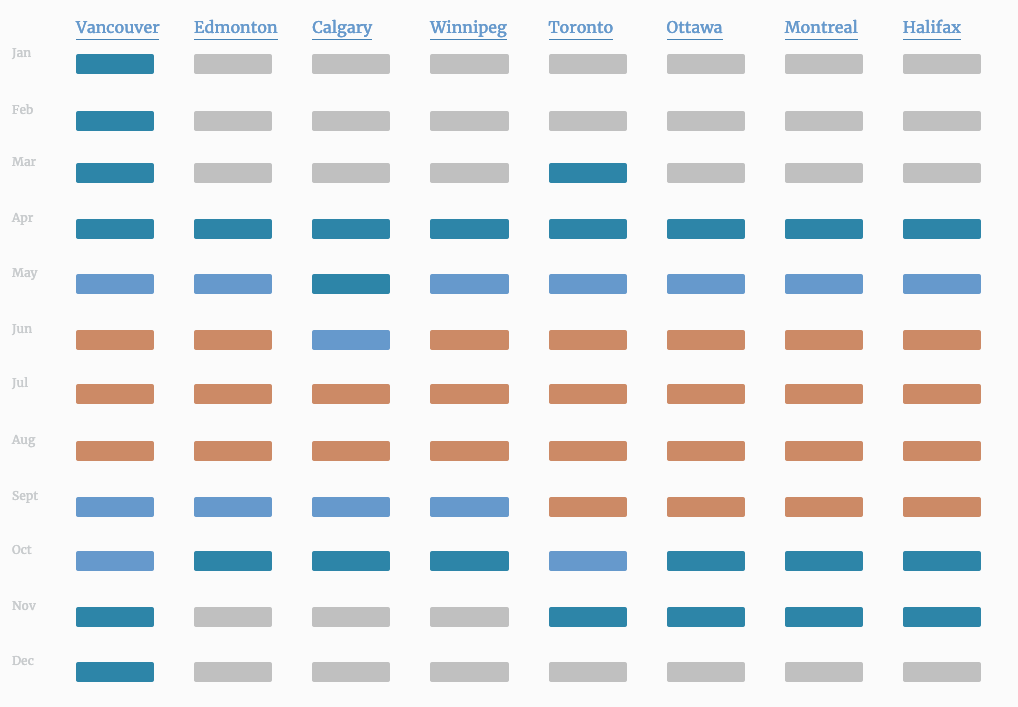 Vancouver Edmonton Calgary Winnipeg Toronto Ottawa Montreal Halifax
Jan
Feb
Mar
Apr
May
Jun
Jul
Aug
Sept
Oct
Nov
Dec